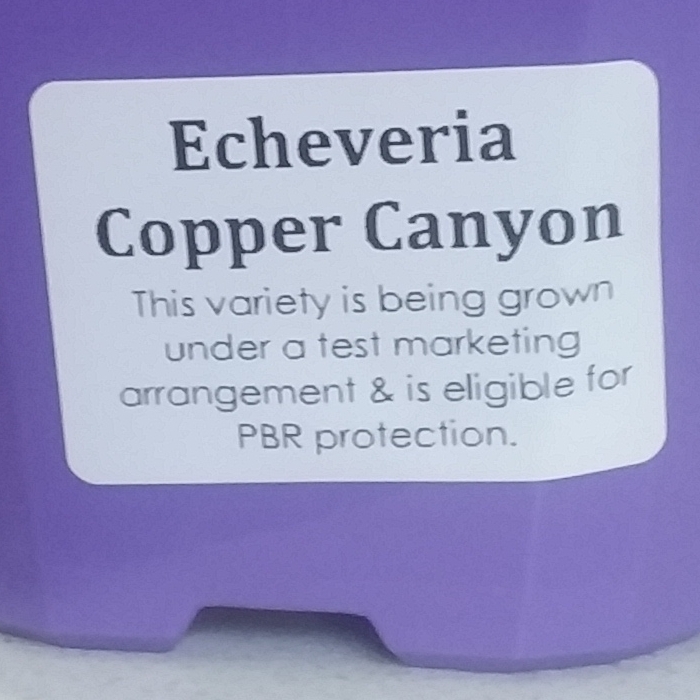 Echeveria
Copper Canyon
This variety is being grown
under a test marketing
arrangement & is eligible for
PBR protection.